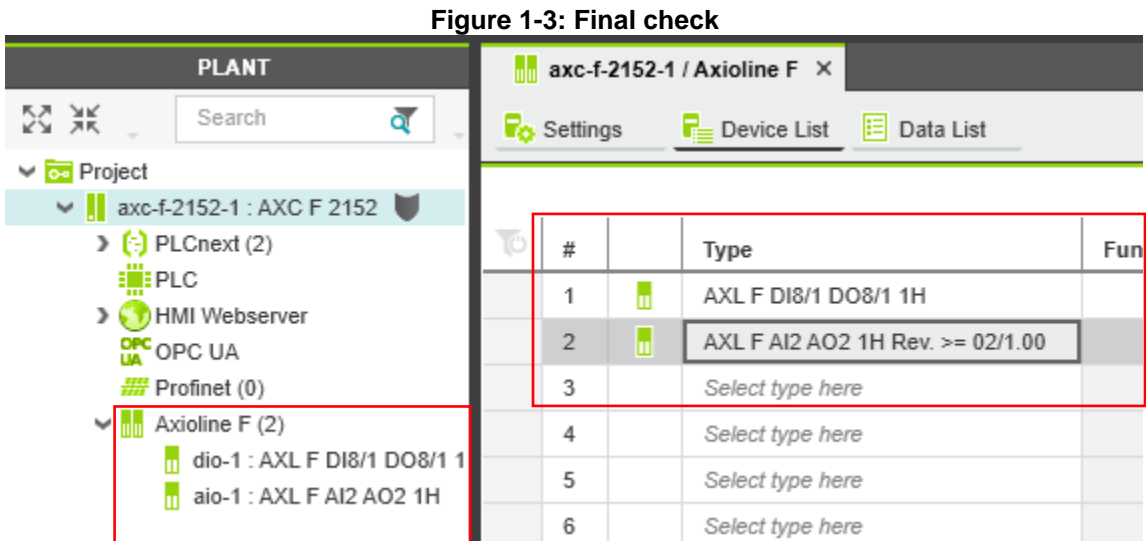 Figure 1-3: Final check
PLANT
Search
Project
axc-f-2152-1 : AXC F 2152
PLCnext (2)
PLC
HMI Webserver
OPC UA OPC UA
Profinet (0)
Axioline F (2)
dio-1 : AXL F DI8/1 DO8/1 1
aio-1 : AXL F AI2 AO2 1H
axc-f-2152-1 / Axioline F ×
Settings Device List Data List
# Type Fun
1 AXL F DI8/1 DO8/1 1H
2 AXL F AI2 AO2 1H Rev. >= 02/1.00
3 Select type here
4 Select type here
5 Select type here
6 Select type here